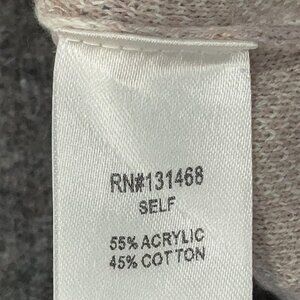 RN#131468
SELF
55% ACRYLIC
45% COTTON